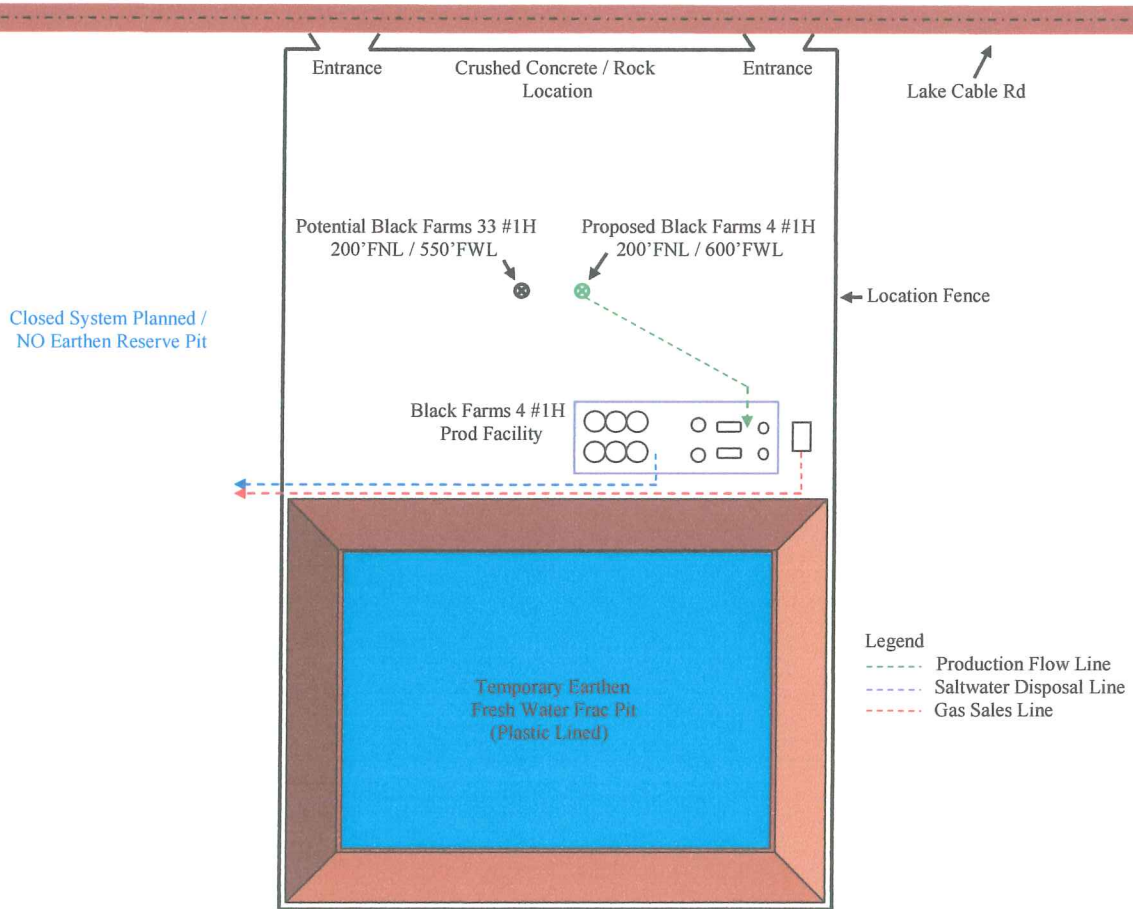 Entrance
Crushed Concrete / Rock
Location
Entrance
Lake Cable Rd
Potential Black Farms 33 #1H
200'FNL / 550'FWL
Proposed Black Farms 4 #1H
200'FNL / 600'FWL
Location Fence
Closed System Planned /
NO Earthen Reserve Pit
Black Farms 4 #1H
Prod Facility
Temporary Earthen
Fresh Water Frac Pit
(Plastic Lined)
Legend
Production Flow Line
Saltwater Disposal Line
Gas Sales Line